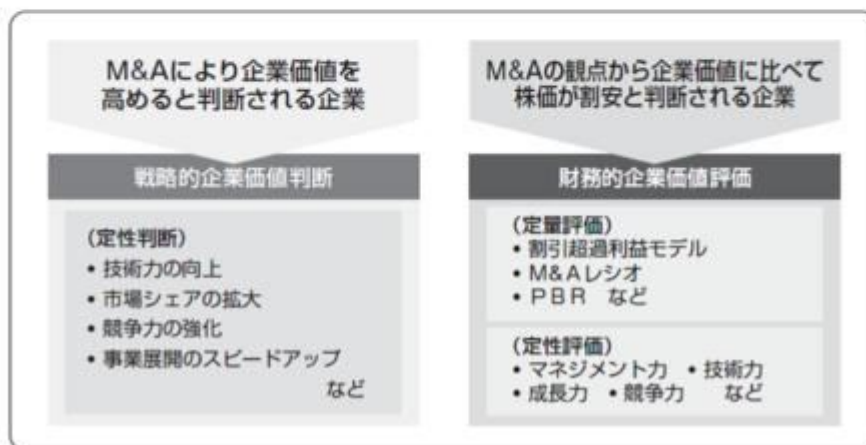 M&Aにより企業価値を
高めると判断される企業
戦略的企業価値判断
（定性判断）
• 技術力の向上
• 市場シェアの拡大
• 競争力の強化
• 事業展開のスピードアップ
など
M&Aの観点から企業価値に比べて
株価が割安と判断される企業
財務的企業価値評価
（定量評価）
• 割引超過利益モデル
• M&Aレシオ
• PBR など
（定性評価）
• マネジメント力 • 技術力
• 成長力 • 競争力 など